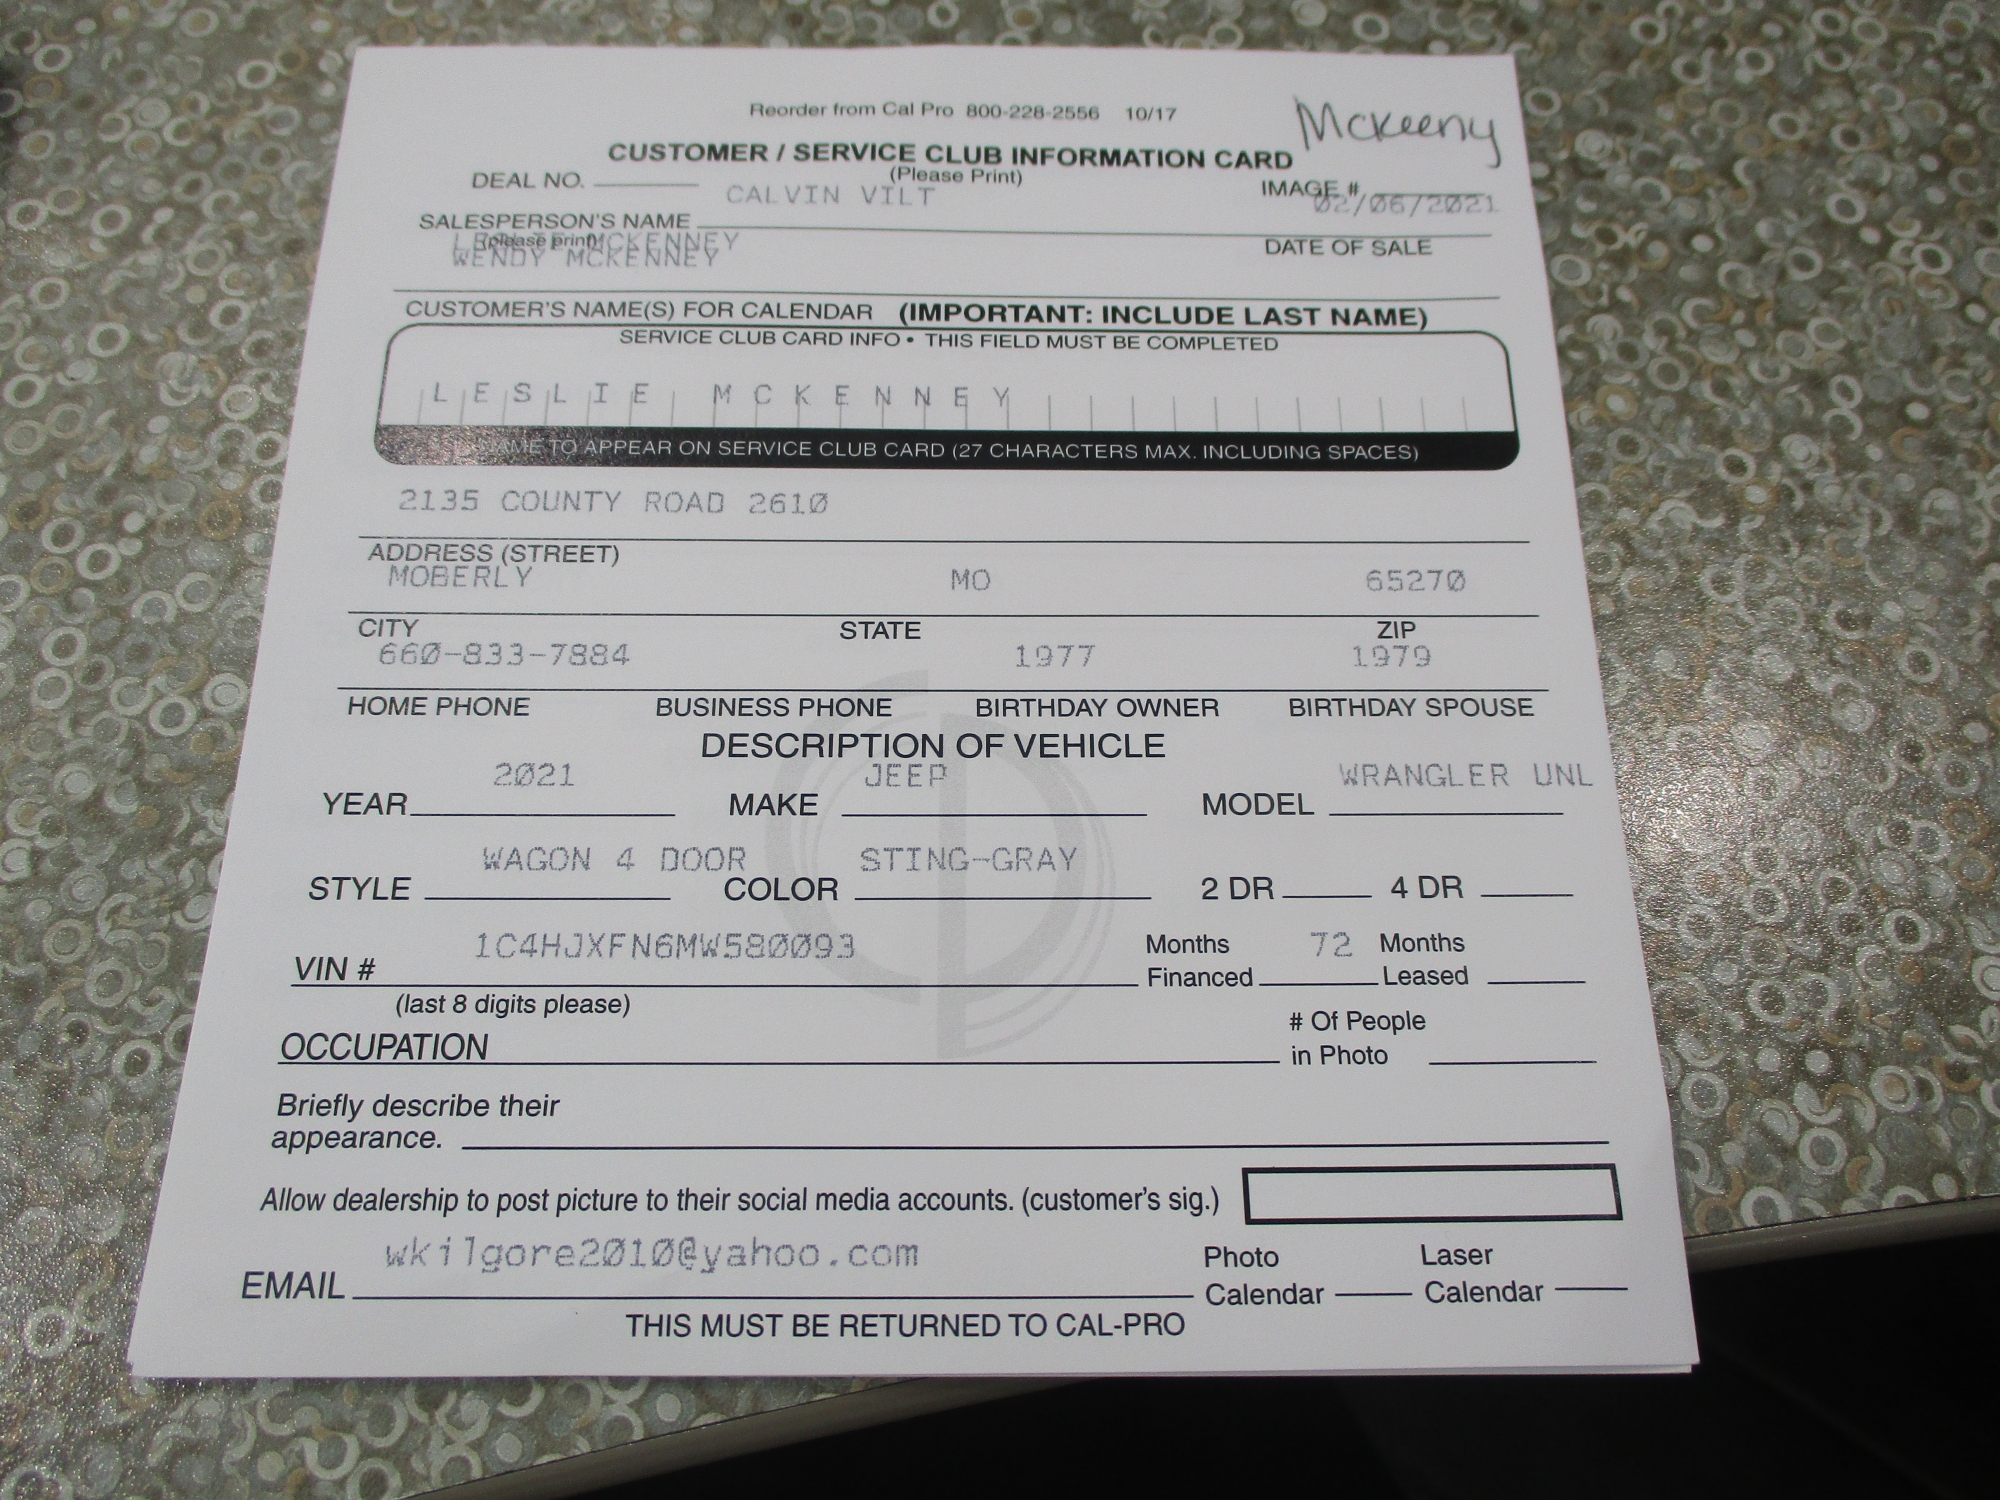 Reorder from Cal Pro 800-228-2556 10/17
Mckeeny
CUSTOMER / SERVICE CLUB INFORMATION CARD
(Please Print)
DEAL NO.
CALVIN VILT
IMAGE #
02/06/2021
SALESPERSON'S NAME
(please print)
LESLIE MCKENNEY
DATE OF SALE
WENDY MCKENNEY
CUSTOMER'S NAME(S) FOR CALENDAR (IMPORTANT: INCLUDE LAST NAME)
SERVICE CLUB CARD INFO • THIS FIELD MUST BE COMPLETED
LESLIE MCKENNEY
NAME TO APPEAR ON SERVICE CLUB CARD (27 CHARACTERS MAX. INCLUDING SPACES)
2135 COUNTY ROAD 2610
ADDRESS (STREET)
MOBERLY MO 65270
CITY STATE ZIP
660-833-7884 1977 1979
HOME PHONE BUSINESS PHONE BIRTHDAY OWNER BIRTHDAY SPOUSE
DESCRIPTION OF VEHICLE
2021 JEEP WRANGLER UNL
YEAR MAKE MODEL
WAGON 4 DOOR STING-GRAY
STYLE COLOR 2 DR 4 DR
1C4HJXFN6MW580093 Months 72 Months
VIN # Financed Leased
(last 8 digits please)
# Of People
OCCUPATION in Photo
Briefly describe their
appearance.
Allow dealership to post picture to their social media accounts. (customer's sig.)
wkilgore2010@yahoo.com Photo Laser
EMAIL Calendar Calendar
THIS MUST BE RETURNED TO CAL-PRO